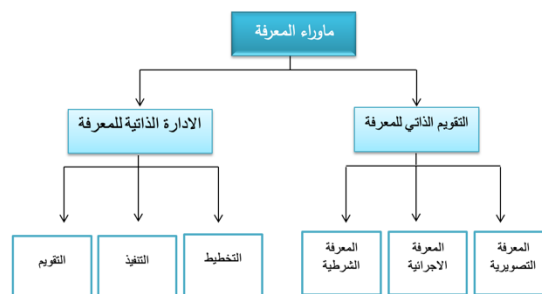 ماوراء المعرفة
التقويم الذاتي للمعرفة
الادارة الذاتية للمعرفة
المعرفة
التصويرية
المعرفة
الاجرائية
المعرفة
الشرطية
التخطيط
التنفيذ
التقويم